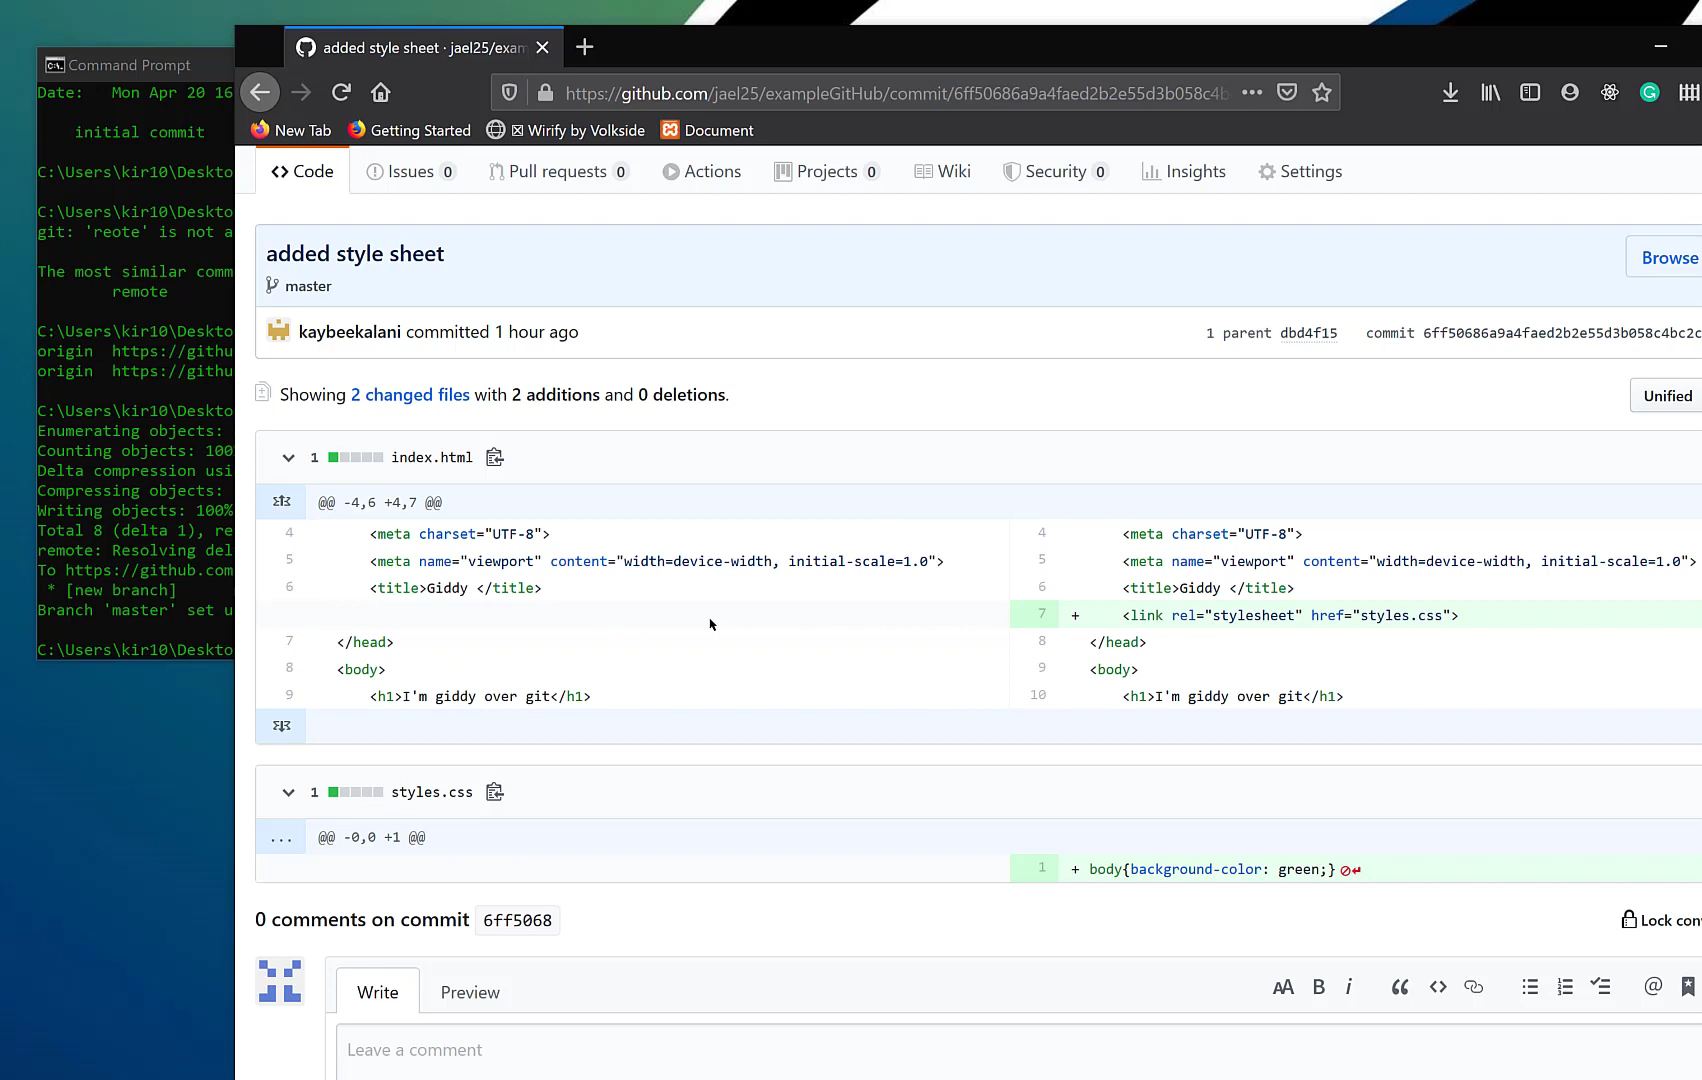 Command Prompt
Date:   Mon Apr 20 16
initial commit
C:\Users\kir10\Deskto
C:\Users\kir10\Deskto
git: 'reote' is not a
The most similar comm
remote
C:\Users\kir10\Deskto
origin  https://githu
origin  https://githu
C:\Users\kir10\Deskto
Enumerating objects:
Counting objects: 100
Delta compression usi
Compressing objects:
Writing objects: 100%
Total 8 (delta 1), re
remote: Resolving del
To https://github.com
* [new branch]
Branch 'master' set u
C:\Users\kir10\Deskto
added style sheet · jael25/exam
https://github.com/jael25/exampleGitHub/commit/6ff50686a9a4faed2b2e55d3b058c4b
New Tab Getting Started Wirify by Volkside Document
Code Issues 0 Pull requests 0 Actions Projects 0 Wiki Security 0 Insights Settings
added style sheet
Browse
master
kaybeekalani committed 1 hour ago 1 parent dbd4f15 commit 6ff50686a9a4faed2b2e55d3b058c4bc2c
Showing 2 changed files with 2 additions and 0 deletions.
Unified
1 index.html
@@ -4,6 +4,7 @@
4 <meta charset="UTF-8"> 4 <meta charset="UTF-8">
5 <meta name="viewport" content="width=device-width, initial-scale=1.0"> 5 <meta name="viewport" content="width=device-width, initial-scale=1.0">
6 <title>Giddy </title> 6 <title>Giddy </title>
7 + <link rel="stylesheet" href="styles.css">
7 </head> 8 </head>
8 <body> 9 <body>
9 <h1>I'm giddy over git</h1> 10 <h1>I'm giddy over git</h1>
1 styles.css
... @@ -0,0 +1 @@
1 + body{background-color: green;}
0 comments on commit 6ff5068
Lock con
Write Preview
Leave a comment